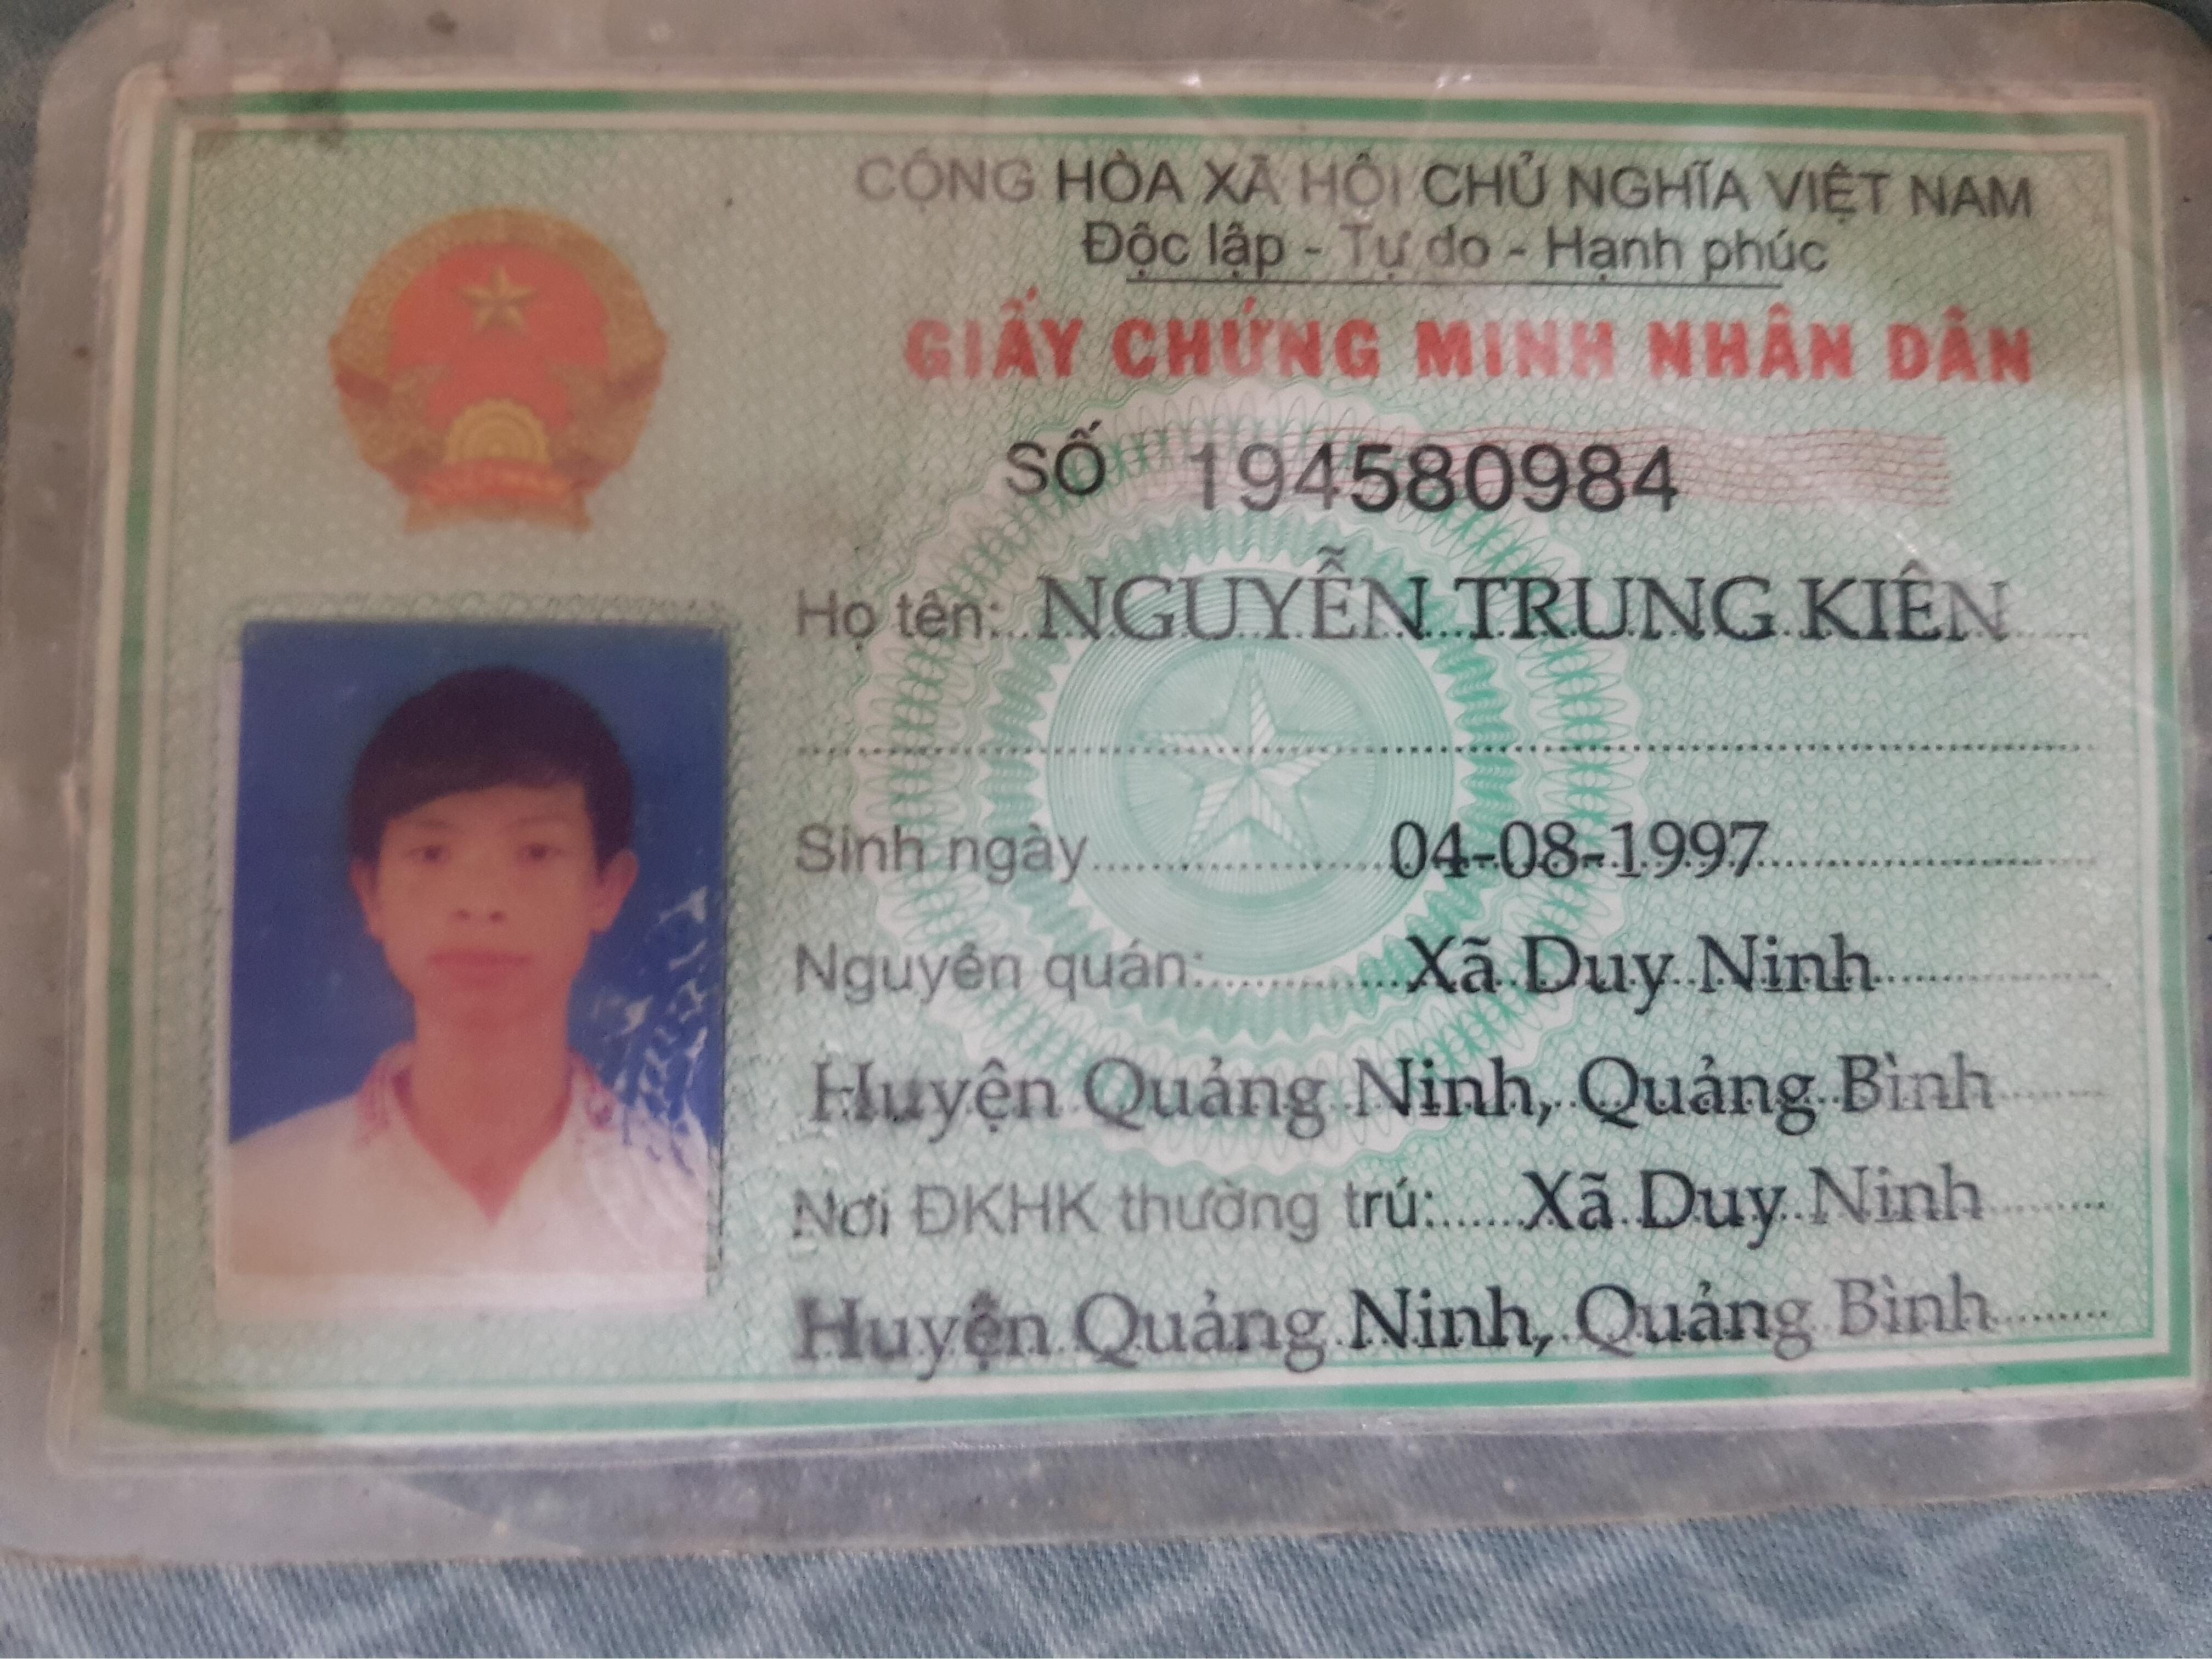 CỘNG HÒA XÃ HỘI CHỦ NGHĨA VIỆT NAM
Độc lập - Tự do - Hạnh phúc
GIẤY CHỨNG MINH NHÂN DÂN
SỐ 194580984
Họ tên: NGUYỄN TRUNG KIÊN
Sinh ngày 04-08-1997
Nguyên quán: Xã Duy Ninh
Huyện Quảng Ninh, Quảng Bình
Nơi ĐKHK thường trú: Xã Duy Ninh
Huyện Quảng Ninh, Quảng Bình